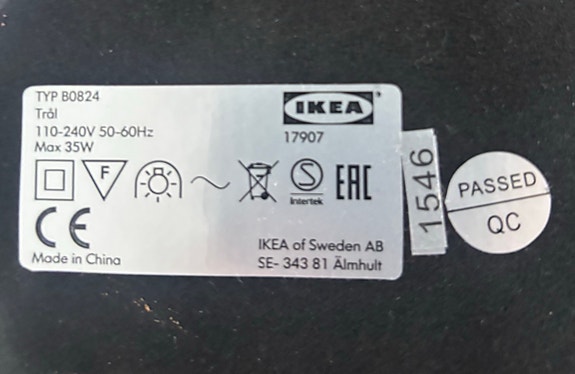 TYP B0824
Trål
110-240V 50-60Hz
Max 35W
IKEA
17907
F
S
Intertek
EAC
CE
Made in China
IKEA of Sweden AB
SE- 343 81 Älmhult
1546
PASSED
QC